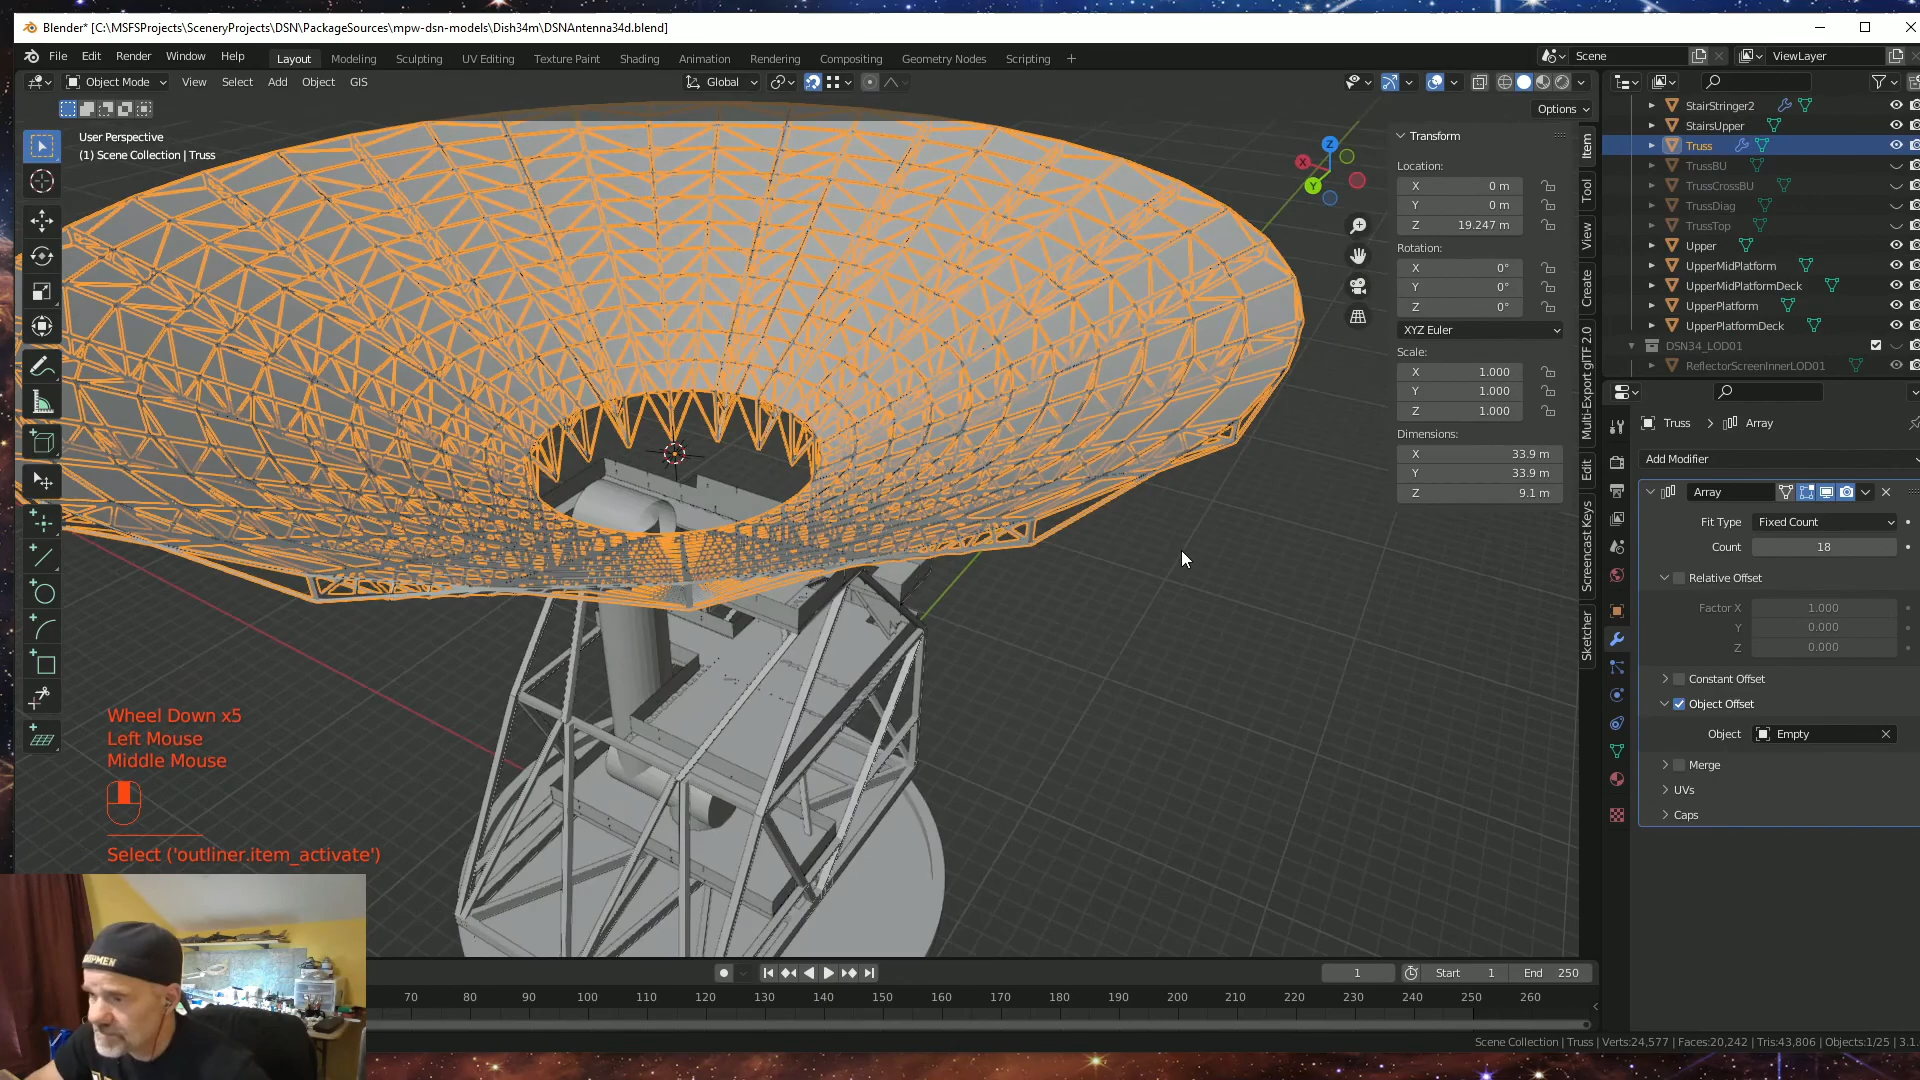 Blender* [C:\MSFSProjects\SceneryProjects\DSN\PackageSources\mpw-dsn-models\Dish34m\DSNAntenna34d.blend]
File Edit Render Window Help
Layout Modeling Sculpting UV Editing Texture Paint Shading Animation Compositing Rendering Geometry Nodes Scripting +
Scene
ViewLayer
Object Mode View Select Add Object GIS
Global
Options
User Perspective
(1) Scene Collection | Truss
Transform
Location:
X 0 m
Y 0 m
Z 19.247 m
Rotation:
X 0°
Y 0°
Z 0°
XYZ Euler
Scale:
X 1.000
Y 1.000
Z 1.000
Dimensions:
X 33.9 m
Y 33.9 m
Z 9.1 m
Item
Tool
View
Create
Multi-Export glTF 2.0
Edit
Screencast Keys
Sketcher
Z
X
Y
StairStringer2
StairsUpper
Truss
TrussBU
TrussCrossBU
TrussDiag
TrussTop
Upper
UpperMidPlatform
UpperMidPlatformDeck
UpperPlatform
UpperPlatformDeck
DSN34_LOD01
ReflectorScreenInnerLOD01
Truss > Array
Add Modifier
Array
Fit Type Fixed Count
Count 18
Relative Offset
Factor X 1.000
Y 0.000
Z 0.000
Constant Offset
Object Offset
Object Empty
Merge
UVs
Caps
Wheel Down x5
Left Mouse
Middle Mouse
Select ('outliner.item_activate')
1 Start 1 End 250
70 80 90 100 110 120 130 140 150 160 170 180 190 200 210 220 230 240 250 260
Scene Collection | Truss | Verts:24,577 | Faces:20,242 | Tris:43,806 | Objects:1/25 | 3.1.